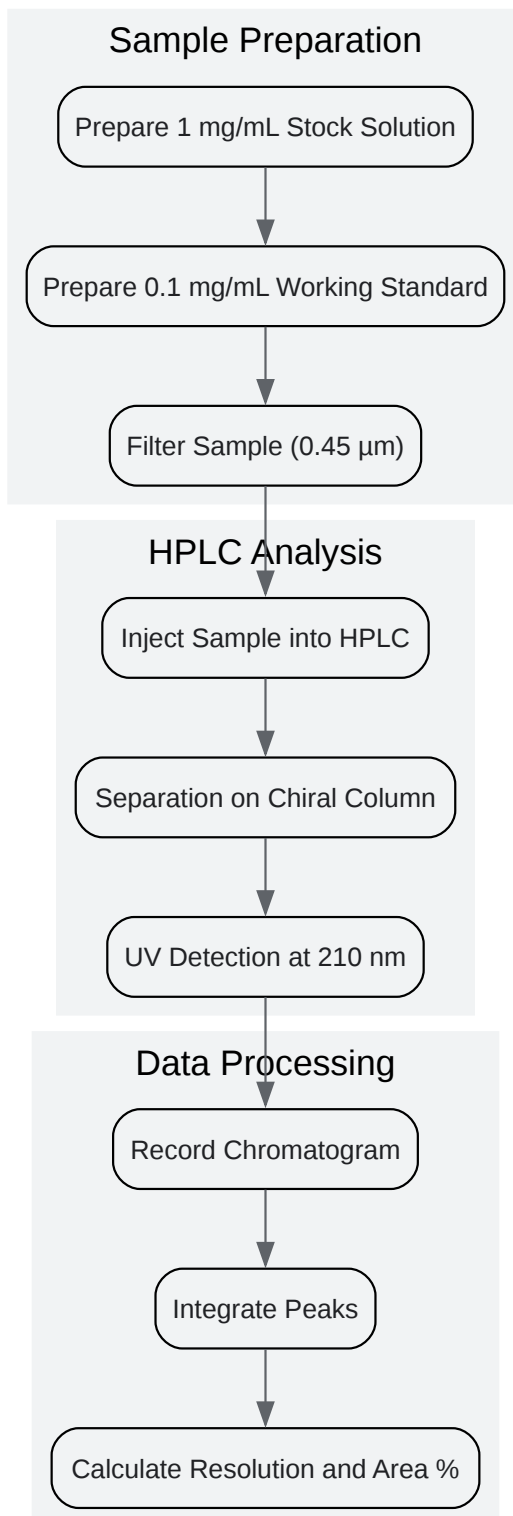 Sample Preparation
Prepare 1 mg/mL Stock Solution
Prepare 0.1 mg/mL Working Standard
Filter Sample (0.45 µm)
HPLC Analysis
Inject Sample into HPLC
Separation on Chiral Column
UV Detection at 210 nm
Data Processing
Record Chromatogram
Integrate Peaks
Calculate Resolution and Area %